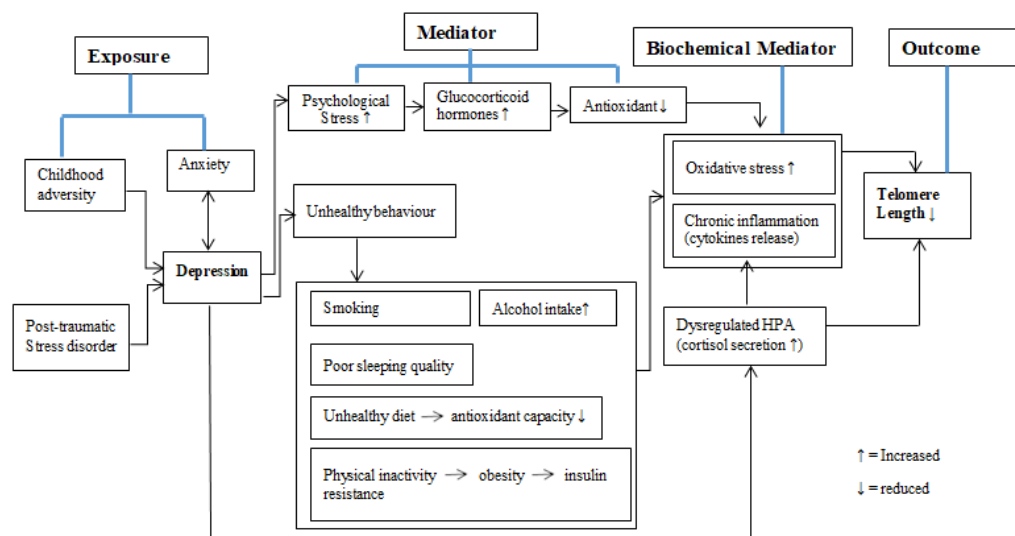 Exposure
Mediator
Biochemical Mediator
Outcome
Psychological
Stress ↑
Glucocorticoid
hormones ↑
Antioxidant ↓
Childhood
adversity
Anxiety
Unhealthy behaviour
Oxidative stress ↑
Chronic inflammation
(cytokines release)
Telomere
Length ↓
Depression
Post-traumatic
Stress disorder
Smoking
Alcohol intake↑
Poor sleeping quality
Unhealthy diet → antioxidant capacity ↓
Physical inactivity → obesity → insulin
resistance
Dysregulated HPA
(cortisol secretion ↑)
↑ = Increased
↓ = reduced